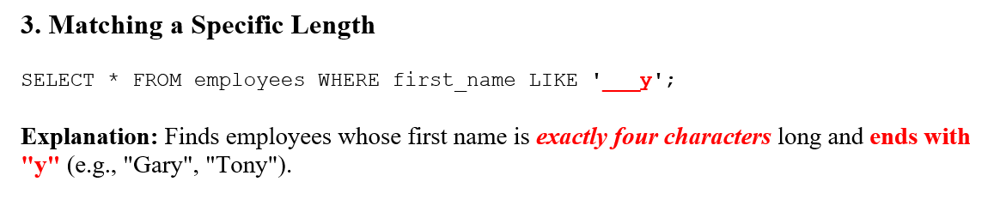 3. Matching a Specific Length
SELECT * FROM employees WHERE first_name LIKE '___y';
Explanation: Finds employees whose first name is exactly four characters long and ends with
"y" (e.g., "Gary", "Tony").